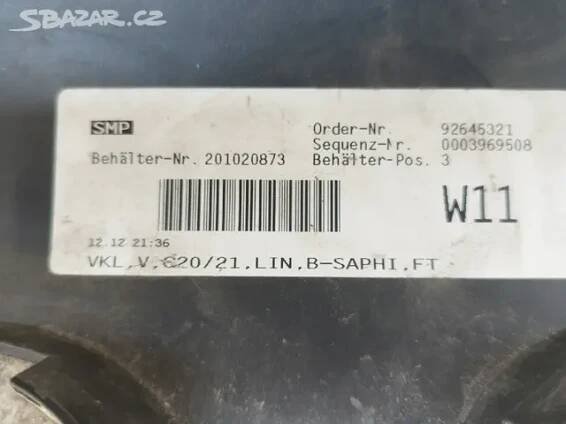 SBAZAR.CZ
SMP
Order-Nr. 92645321
Sequenz-Nr. 0003969508
Behälter-Nr. 201020873 Behälter-Pos. 3
W11
12.12 21:36
VKL,V,E20/21,LIN,B-SAPHI,FT